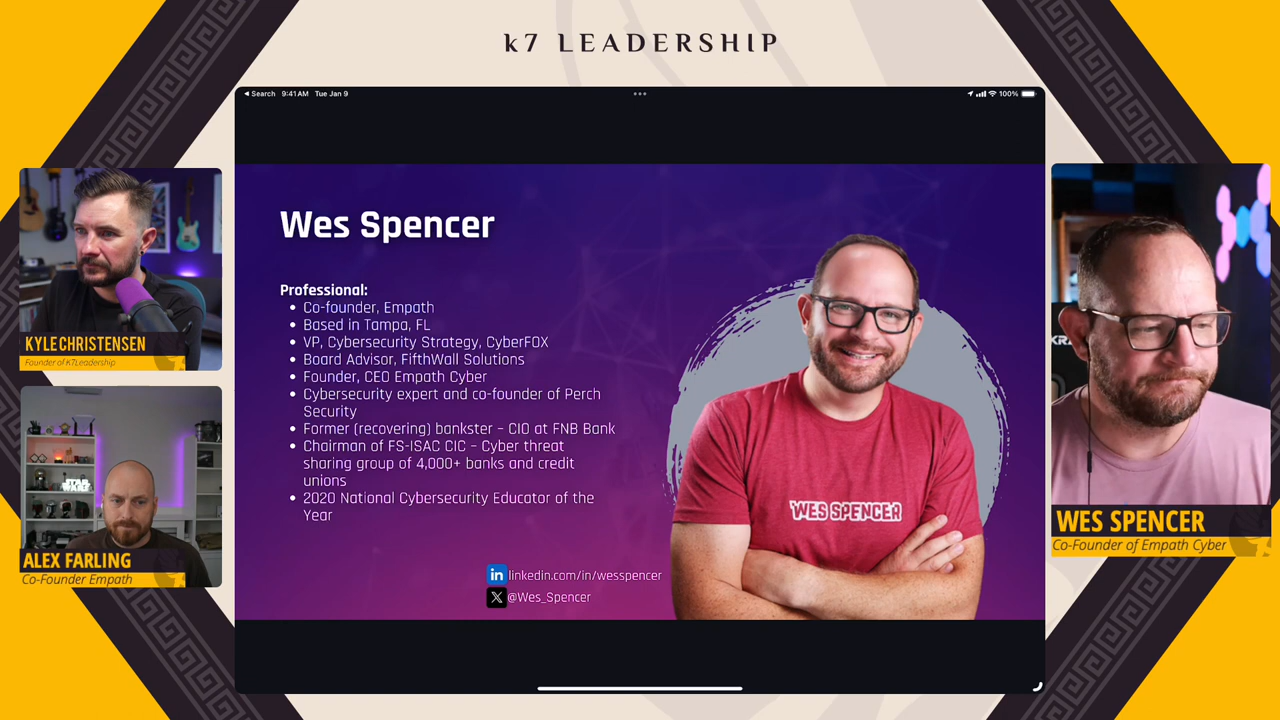 k7 LEADERSHIP
Search 9:41 AM Tue Jan 9
100%
Wes Spencer
Professional:
Co-founder, Empath
Based in Tampa, FL
VP, Cybersecurity Strategy, CyberFOX
Board Advisor, FifthWall Solutions
Founder, CEO Empath Cyber
Cybersecurity expert and co-founder of Perch
Security
Former (recovering) bankster – CIO at FNB Bank
Chairman of FS-ISAC CIC – Cyber threat
sharing group of 4,000+ banks and credit
unions
2020 National Cybersecurity Educator of the
Year
in linkedin.com/in/wesspencer
X @Wes_Spencer
WES SPENCER
KYLE CHRISTENSEN
Founder of K7Leadership
STAR
WARS
ALEX FARLING
Co-Founder Empath
WES SPENCER
Co-Founder of Empath Cyber